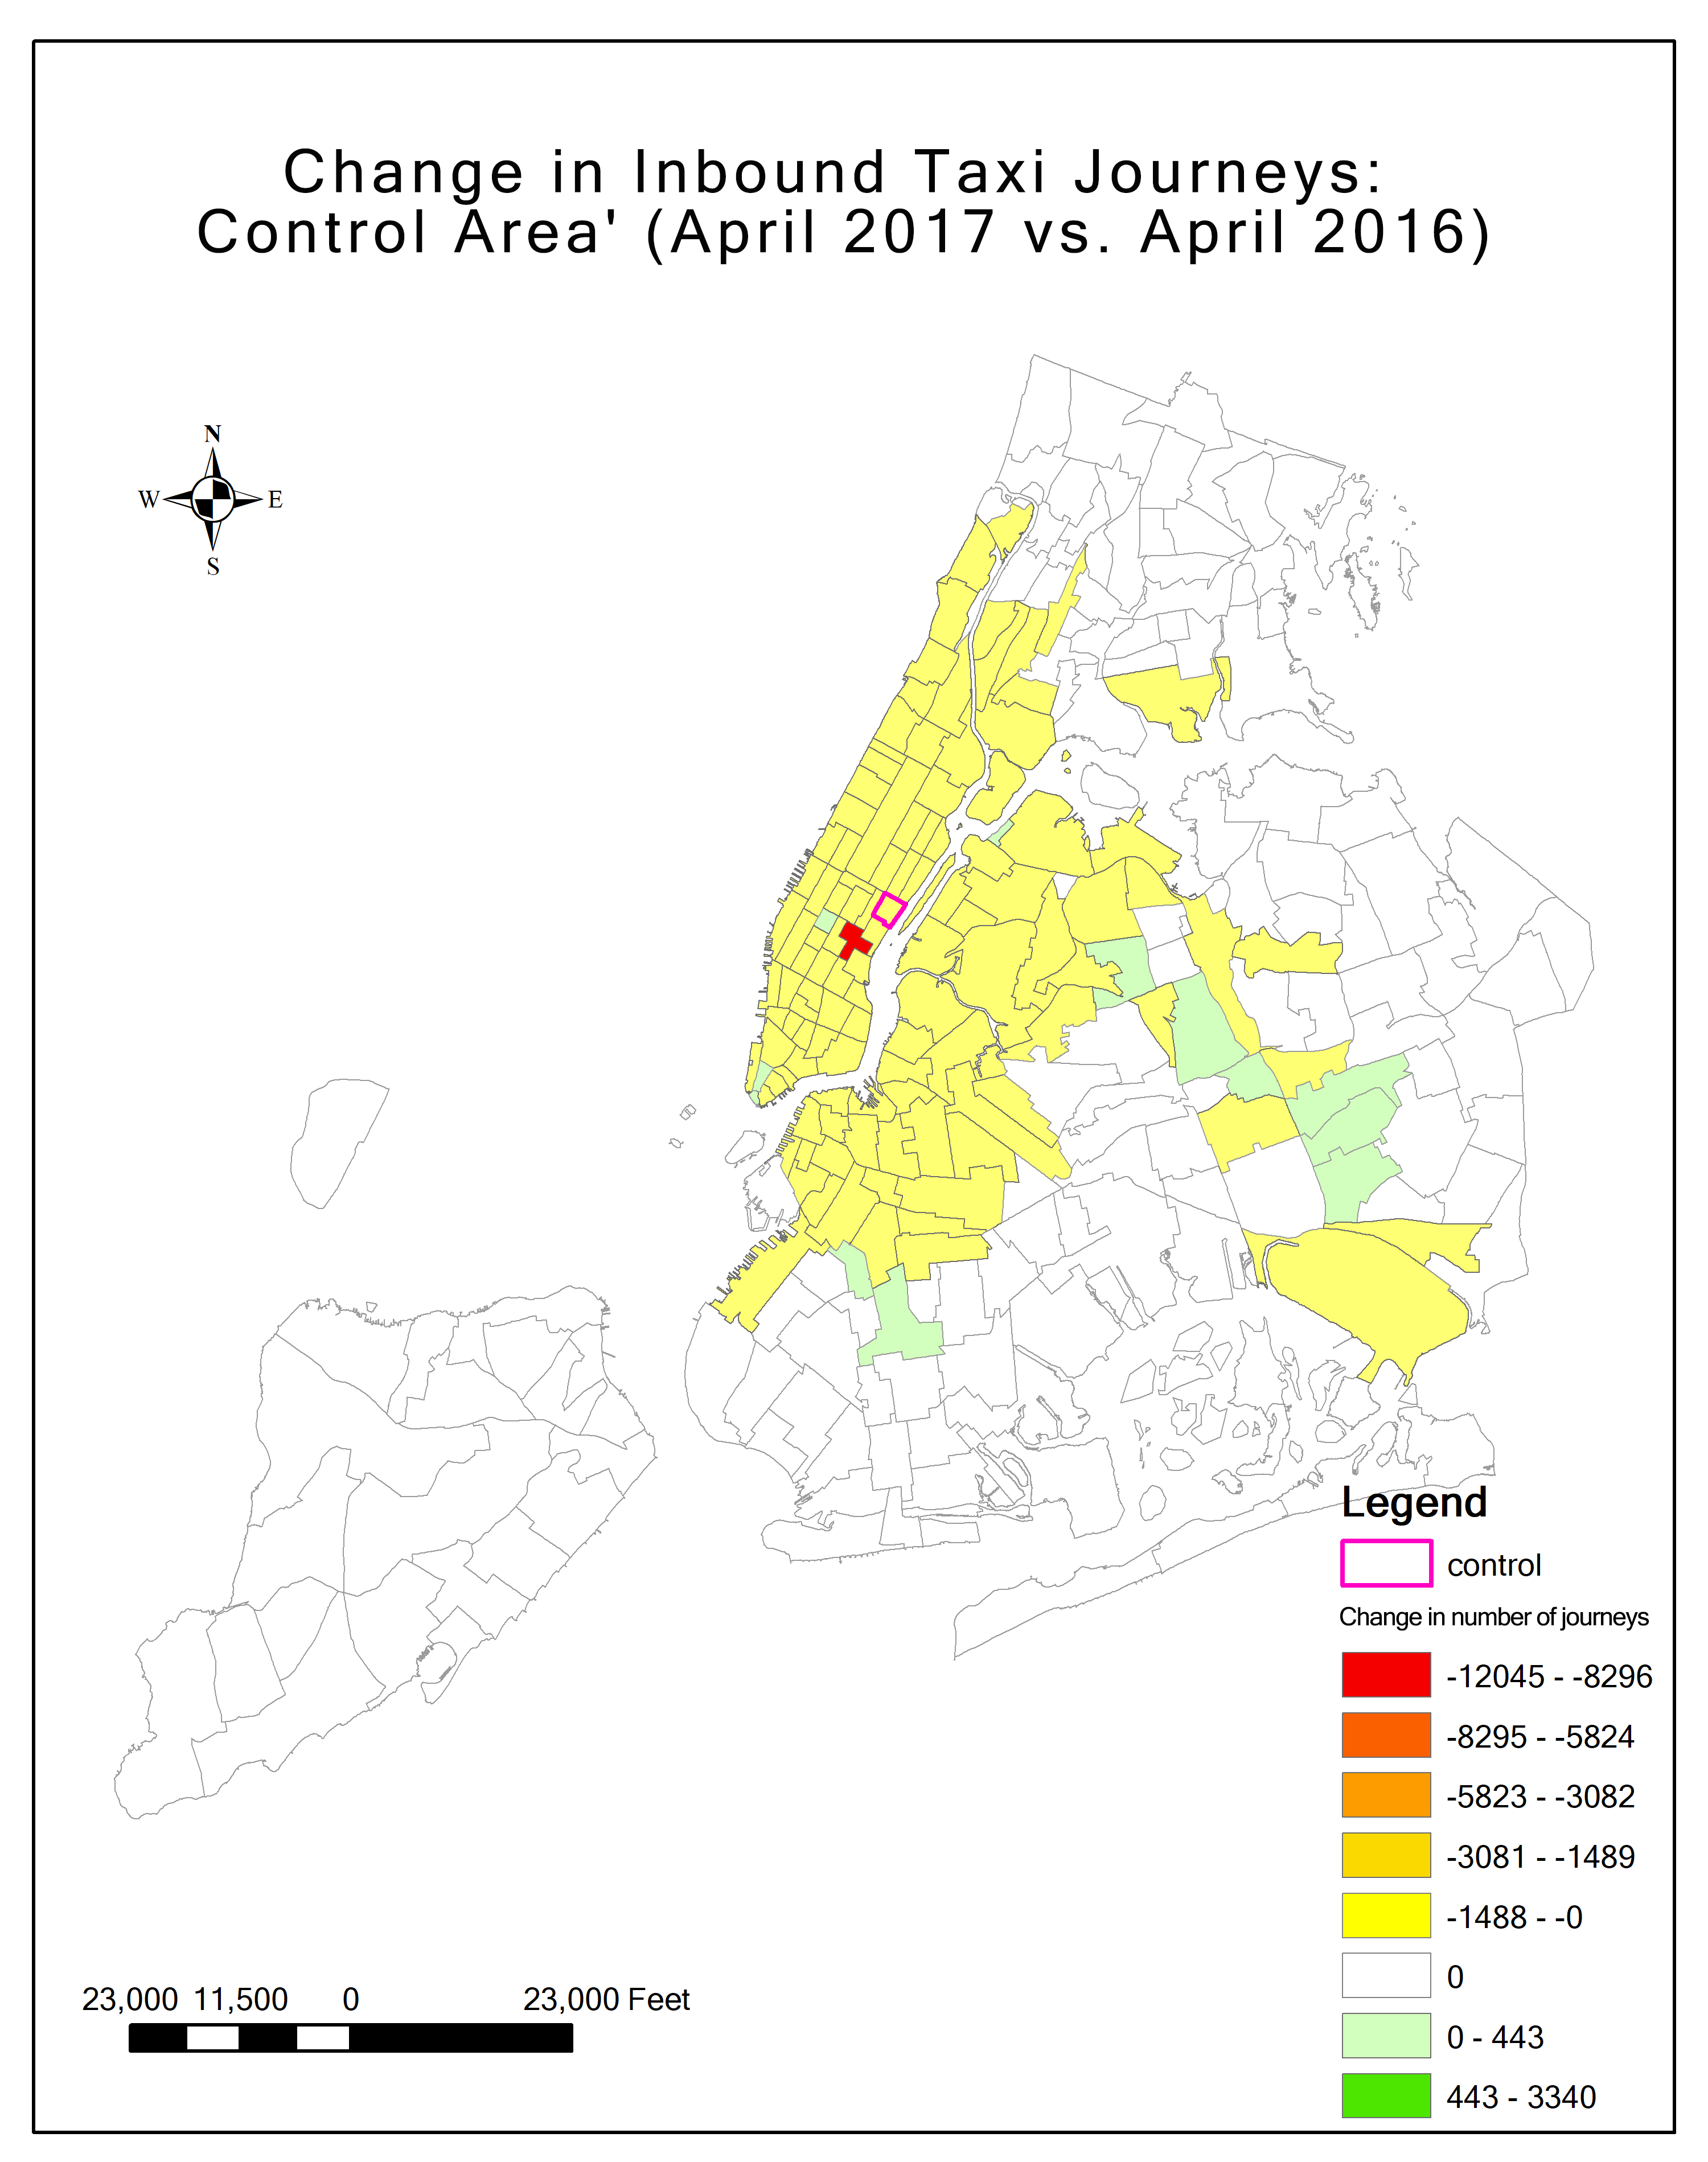 Change in Inbound Taxi Journeys:
Control Area' (April 2017 vs. April 2016)
N
W E
S
Legend
control
Change in number of journeys
-12045 - -8296
-8295 - -5824
-5823 - -3082
-3081 - -1489
-1488 - -0
0
0 - 443
443 - 3340
23,000 11,500 0 23,000 Feet